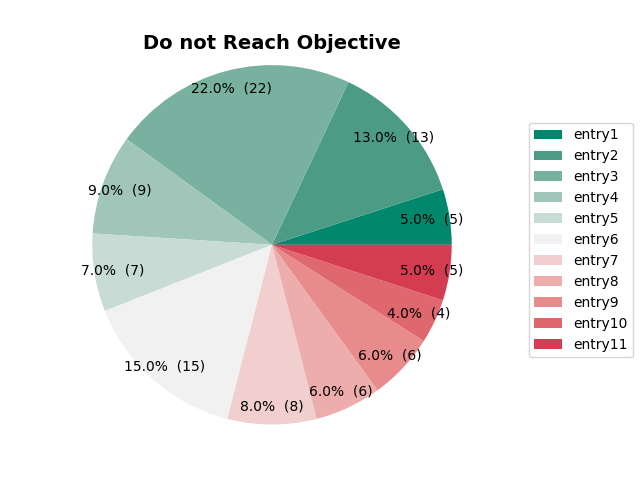 Do not Reach Objective
22.0%  (22)
13.0%  (13)
9.0%  (9)
5.0%  (5)
7.0%  (7)
5.0%  (5)
4.0%  (4)
15.0%  (15)
6.0%  (6)
6.0%  (6)
8.0%  (8)
entry1
entry2
entry3
entry4
entry5
entry6
entry7
entry8
entry9
entry10
entry11